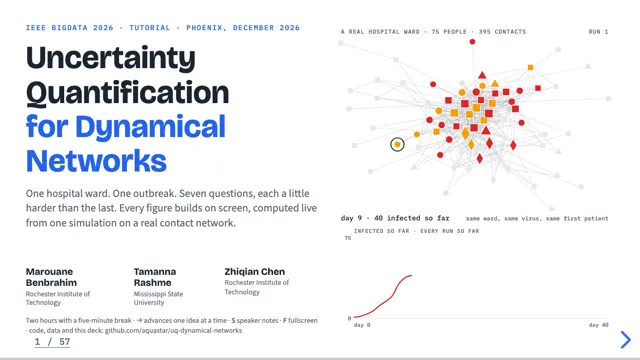 IEEE BIGDATA 2026 · TUTORIAL · PHOENIX, DECEMBER 2026
Uncertainty
Quantification
for Dynamical
Networks
One hospital ward. One outbreak. Seven questions, each a little
harder than the last. Every figure builds on screen, computed live
from one simulation on a real contact network.
Marouane
Benbrahim
Rochester Institute of
Technology
Tamanna
Rashme
Mississippi State
University
Zhiqian Chen
Rochester Institute of
Technology
Two hours with a five-minute break · → advances one idea at a time · S speaker notes · F fullscreen
· code, data and this deck: github.com/aquastar/uq-dynamical-networks
1 / 57
A REAL HOSPITAL WARD · 75 PEOPLE · 395 CONTACTS
RUN 1
day 9 · 40 infected so far
same ward, same virus, same first patient
INFECTED SO FAR · EVERY RUN SO FAR
75
0
day 0
day 40